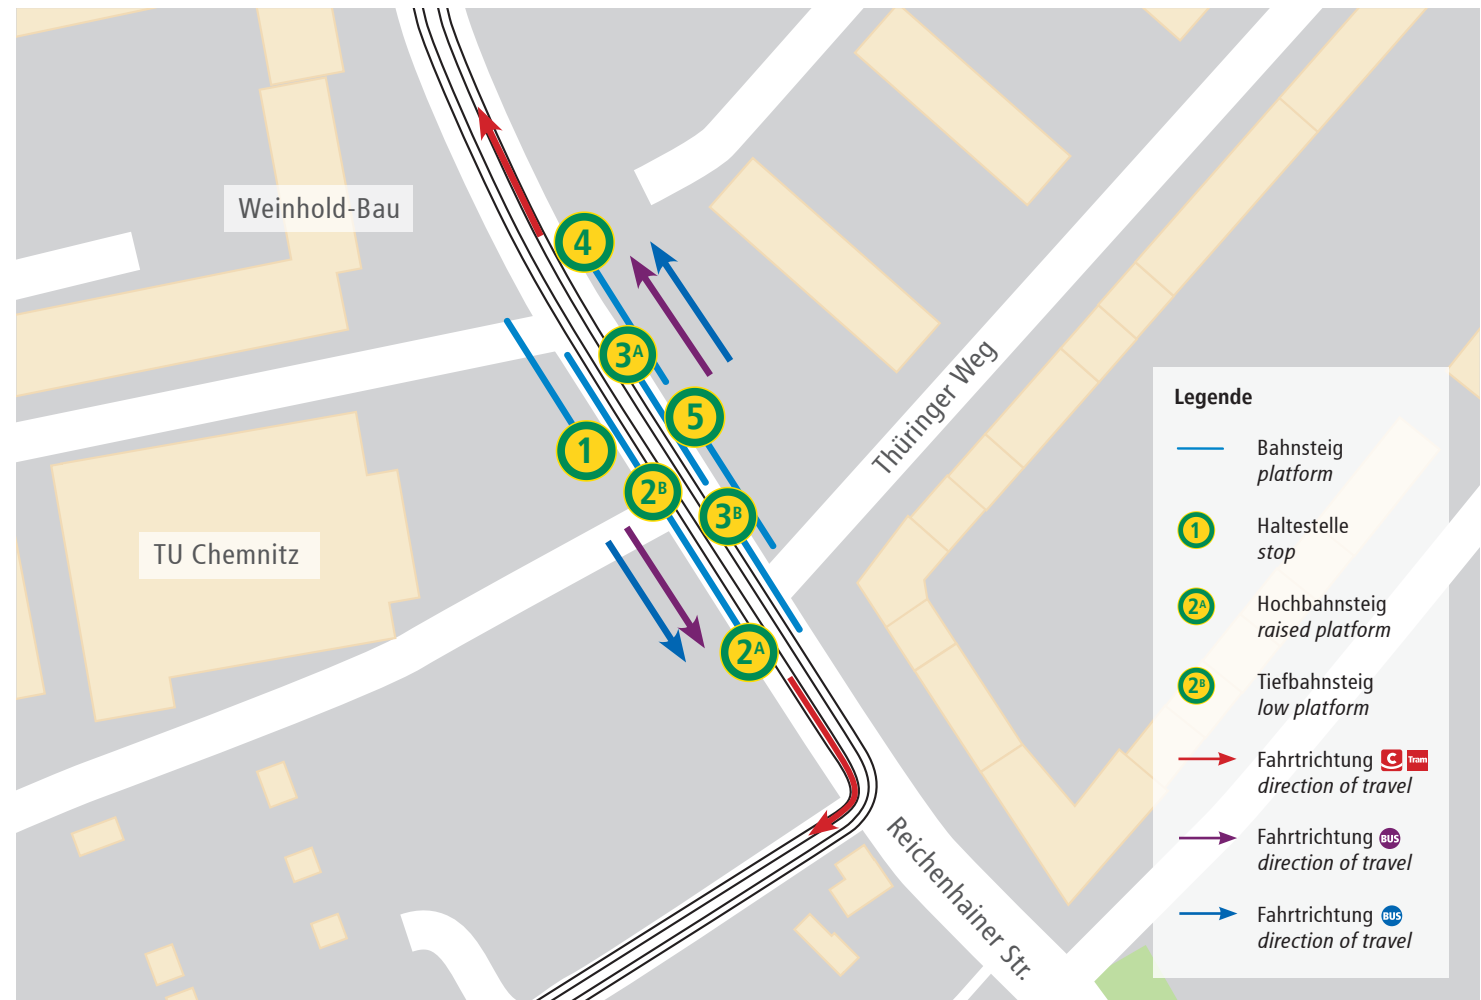 Weinhold-Bau
TU Chemnitz
4
3A
5
1
2B
3B
2A
Thüringer Weg
Reichenhainer Str.
Legende
Bahnsteig
platform
1
Haltestelle
stop
2A
Hochbahnsteig
raised platform
2B
Tiefbahnsteig
low platform
Fahrtrichtung C Tram
direction of travel
Fahrtrichtung BUS
direction of travel
Fahrtrichtung BUS
direction of travel